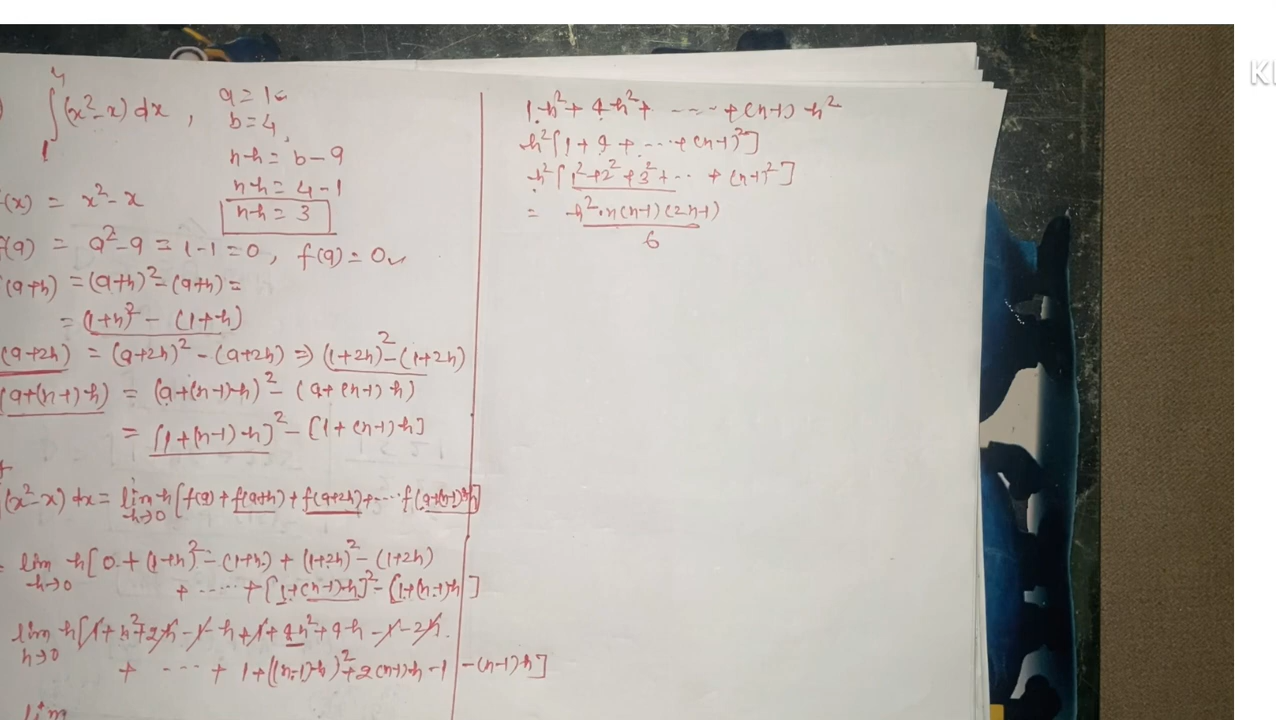 ∫₁⁴ (x²-x) dx , a = 1
b = 4
nh = b - a
nh = 4 - 1
nh = 3
(x) = x² - x
(a) = a² - a = 1 - 1 = 0 , f(a) = 0 ✓
(a+h) = (a+h)² - (a+h) =
= (1+h)² - (1+h)
(a+2h) = (a+2h)² - (a+2h) ⇒ (1+2h)² - (1+2h)
(a+(n-1)h) = (a+(n-1)h)² - (a+(n-1)h)
= [1+(n-1)h]² - [1+(n-1)h]
(x²-x) dx = lim h→0 h[f(a) + f(a+h) + f(a+2h) + ···· f(a+(n-1)h]
= lim h→0 h[0 + (1+h)² - (1+h) + (1+2h)² - (1+2h)
+ ····· + [1+(n-1)h]² - [1+(n-1)h]
lim h→0 h[1 + h² + 2h - 1 - h + 1 + 4h² + 4h - 1 - 2h.
+ ···· + 1 + ((n-1)h)² + 2(n-1)h - 1 - (n-1)h]
lim
1.h² + 4h² + ---- + (n-1) h²
h²[1 + 4 + ···· + (n-1)²]
h²[1² + 2² + 3² + ·· + (n-1)²]
= h².n(n-1)(2n-1)
6
K